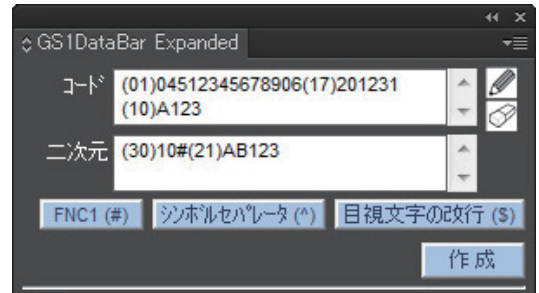 GS1DataBar Expanded
コード (01)04512345678906(17)201231
(10)A123
二次元 (30)10#(21)AB123
FNC1 (#) シンボルセパレータ (^) 目視文字の改行 ($)
作成